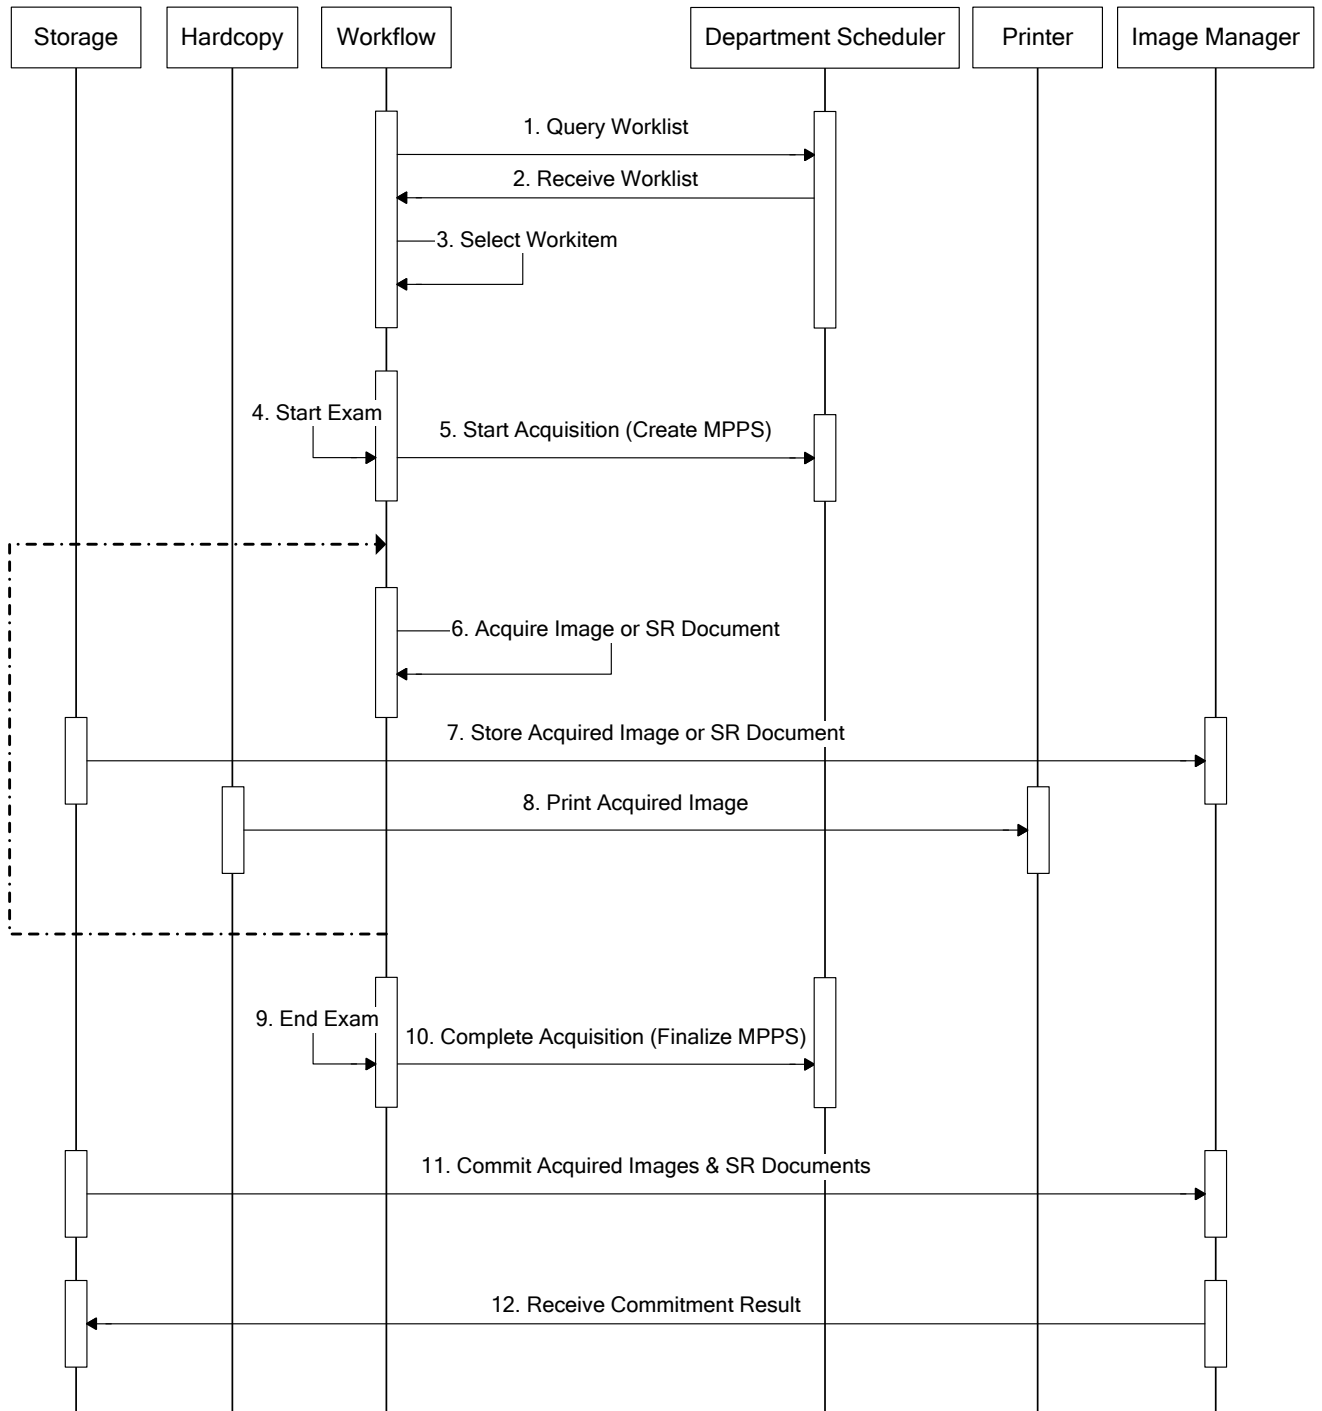 Storage
Hardcopy
Workflow
Department Scheduler
Printer
Image Manager
1. Query Worklist
2. Receive Worklist
3. Select Workitem
4. Start Exam
5. Start Acquisition (Create MPPS)
6. Acquire Image or SR Document
7. Store Acquired Image or SR Document
8. Print Acquired Image
9. End Exam
10. Complete Acquisition (Finalize MPPS)
11. Commit Acquired Images & SR Documents
12. Receive Commitment Result